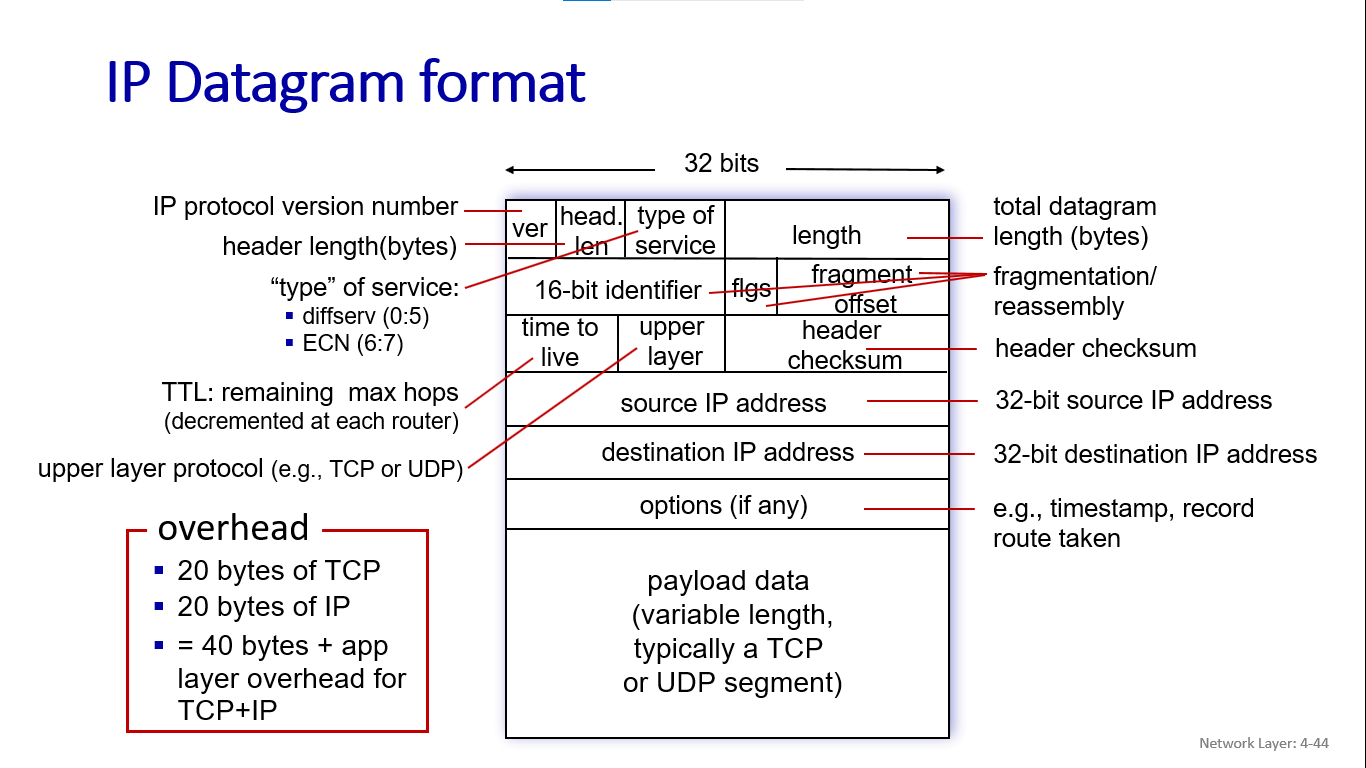 IP Datagram format
32 bits
IP protocol version number
header length(bytes)
“type” of service:
▪ diffserv (0:5)
▪ ECN (6:7)
TTL: remaining  max hops
(decremented at each router)
upper layer protocol (e.g., TCP or UDP)
overhead
▪ 20 bytes of TCP
▪ 20 bytes of IP
▪ = 40 bytes + app
layer overhead for
TCP+IP
ver
head.
len
type of
service
length
16-bit identifier
flgs
fragment
offset
time to
live
upper
layer
header
checksum
source IP address
destination IP address
options (if any)
payload data
(variable length,
typically a TCP
or UDP segment)
total datagram
length (bytes)
fragmentation/
reassembly
header checksum
32-bit source IP address
32-bit destination IP address
e.g., timestamp, record
route taken
Network Layer: 4-44